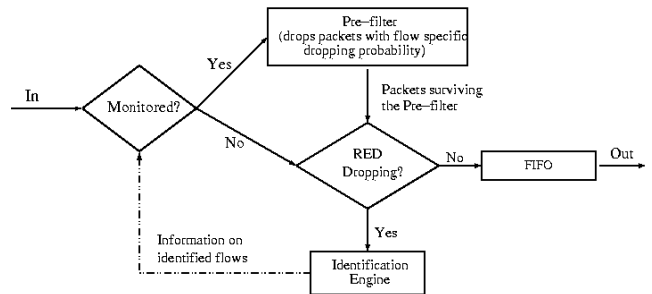 Pre-filter
(drops packets with flow specific
dropping probability)
Yes
In
Monitored?
Packets surviving
the Pre-filter
No
RED
Dropping?
No
FIFO
Out
Yes
Information on
identified flows
Identification
Engine